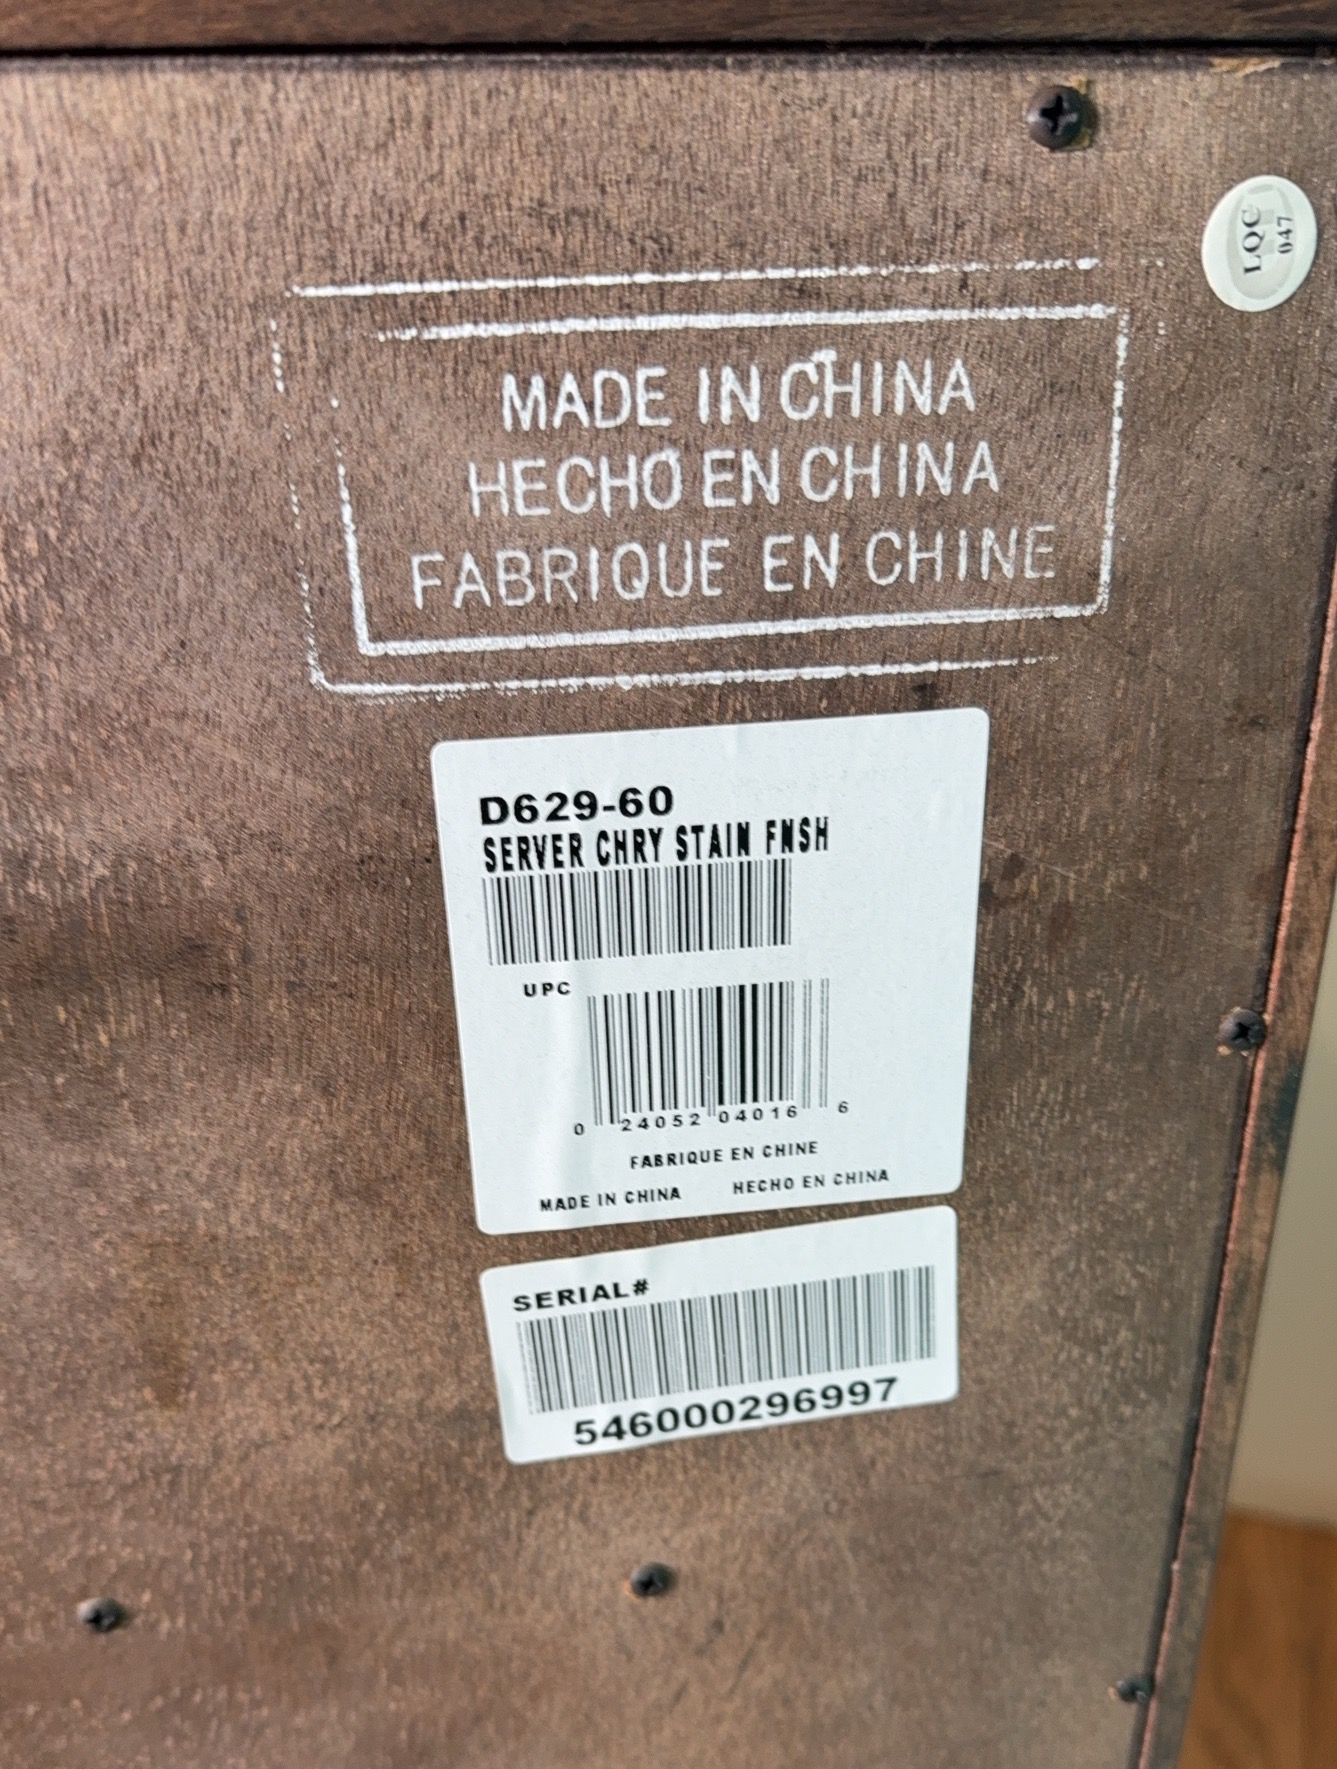 LQC
047
MADE IN CHINA
HECHO EN CHINA
FABRIQUE EN CHINE
D629-60
SERVER CHRY STAIN FNSH
UPC
0 24052 04016 6
FABRIQUE EN CHINE
MADE IN CHINA HECHO EN CHINA
SERIAL#
546000296997